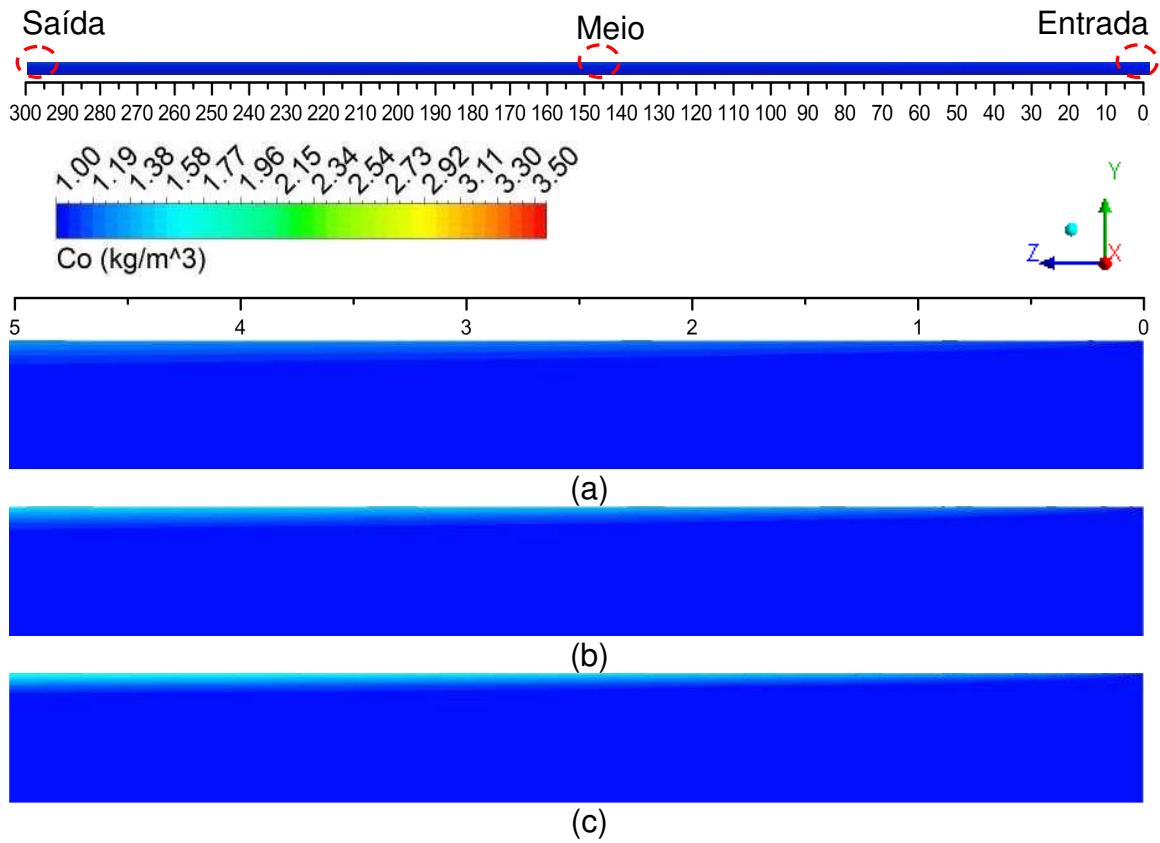 Saída Meio Entrada
300 290 280 270 260 250 240 230 220 210 200 190 180 170 160 150 140 130 120 110 100 90 80 70 60 50 40 30 20 10 0
1.00 1.19 1.38 1.58 1.77 1.96 2.15 2.34 2.54 2.73 2.92 3.11 3.30 3.50
Co (kg/m^3)
Y
Z X
5 4 3 2 1 0
(a)
(b)
(c)